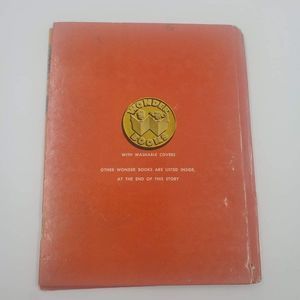 WONDER
BOOKS
WITH WASHABLE COVERS
OTHER WONDER BOOKS ARE LISTED INSIDE,
AT THE END OF THIS STORY